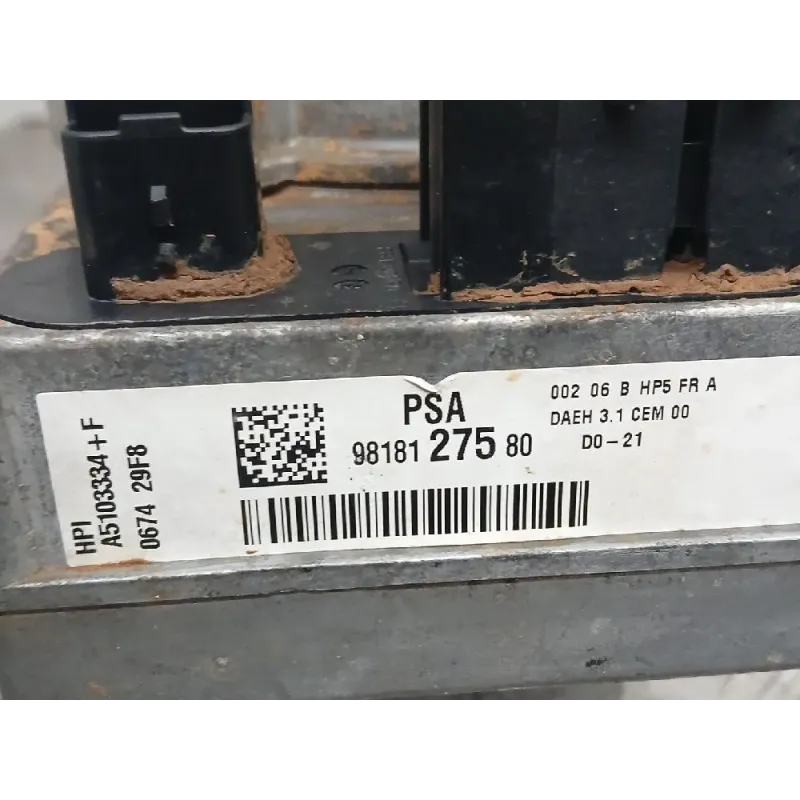 HPI
A5103334+F
0674 29F8
PSA
98181 275 80
002 06 B HP5 FR A
DAEH 3.1 CEM 00
D0-21